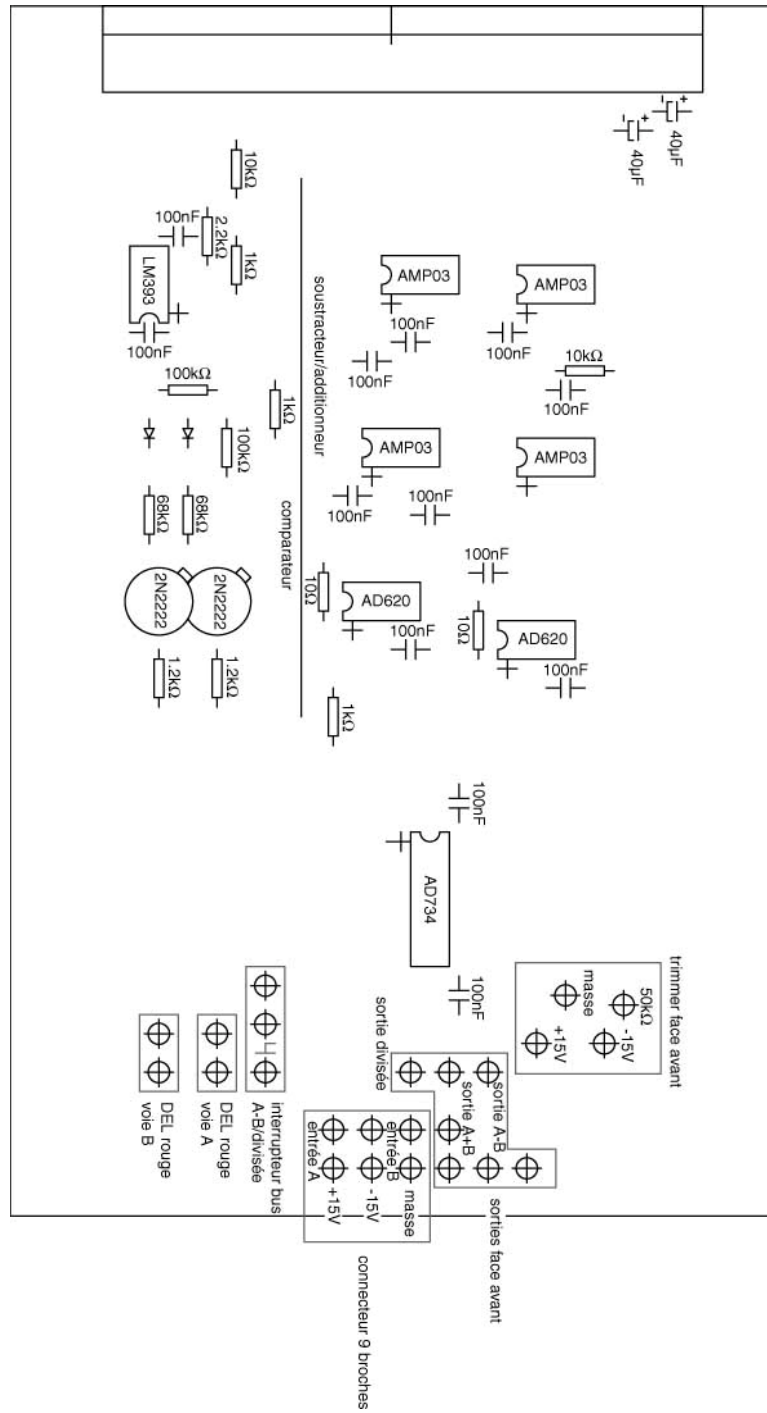 40µF
40µF
10kΩ
100nF
2.2kΩ
1kΩ
LM393
100nF
AMP03
AMP03
soustracteur/additionneur
100nF
100nF
100nF
10kΩ
100nF
100kΩ
1kΩ
100kΩ
AMP03
AMP03
68kΩ
68kΩ
comparateur
100nF
100nF
100nF
2N2222
2N2222
10Ω
AD620
10Ω
AD620
100nF
100nF
1.2kΩ
1.2kΩ
1kΩ
100nF
AD734
100nF
trimmer face avant
masse
50kΩ
+15V
-15V
sortie divisée
sortie A+B
sortie A-B
sorties face avant
DEL rouge
voie B
DEL rouge
voie A
interrupteur bus
A-B/divisée
entrée A
entrée B
+15V
-15V
masse
connecteur 9 broches